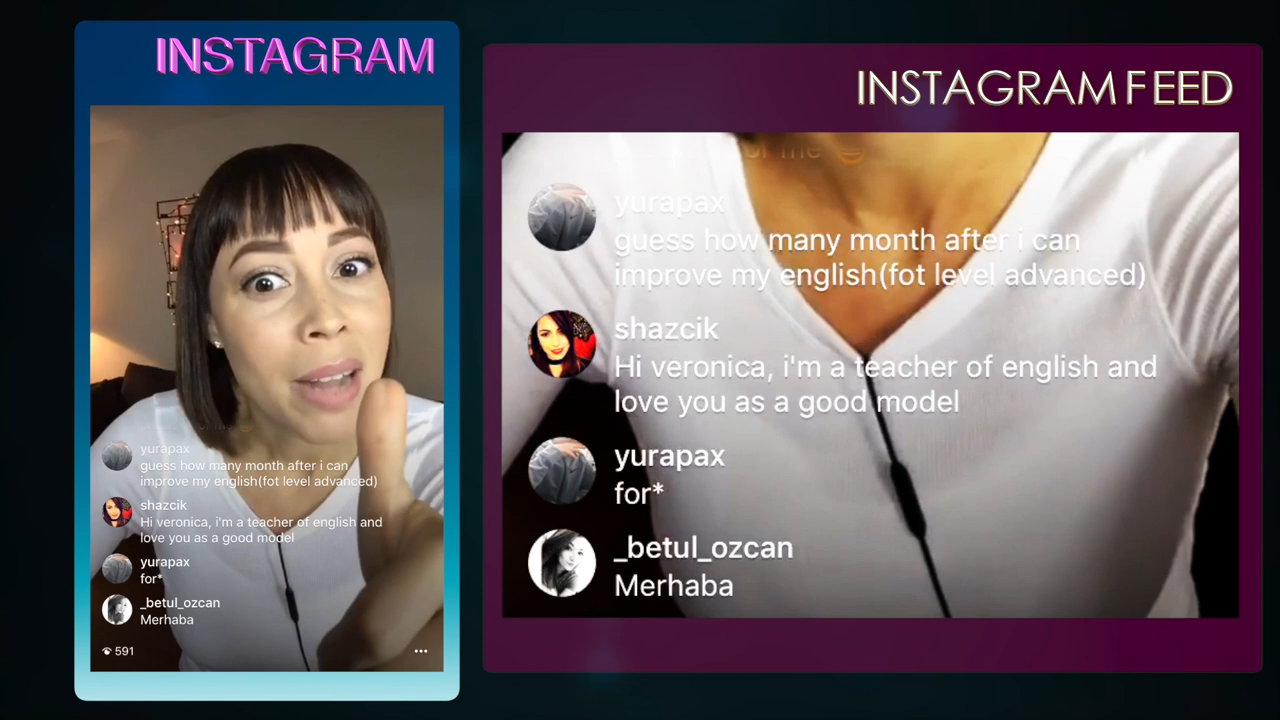 INSTAGRAM
yurapax
guess how many month after i can
improve my english(fot level advanced)
shazcik
Hi veronica, i'm a teacher of english and
love you as a good model
yurapax
for*
_betul_ozcan
Merhaba
591
INSTAGRAM FEED
for me
yurapax
guess how many month after i can
improve my english(fot level advanced)
shazcik
Hi veronica, i'm a teacher of english and
love you as a good model
yurapax
for*
_betul_ozcan
Merhaba